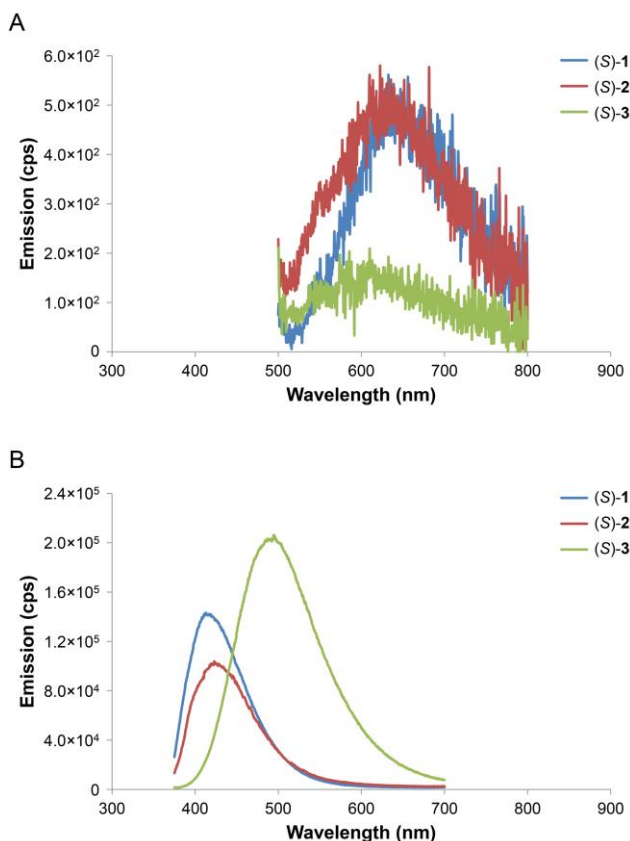 A
6.0×10²
5.0×10²
4.0×10²
3.0×10²
2.0×10²
1.0×10²
0
Emission (cps)
300 400 500 600 700 800 900
Wavelength (nm)
(S)-1
(S)-2
(S)-3
B
2.4×10⁵
2.0×10⁵
1.6×10⁵
1.2×10⁵
8.0×10⁴
4.0×10⁴
0
Emission (cps)
300 400 500 600 700 800 900
Wavelength (nm)
(S)-1
(S)-2
(S)-3